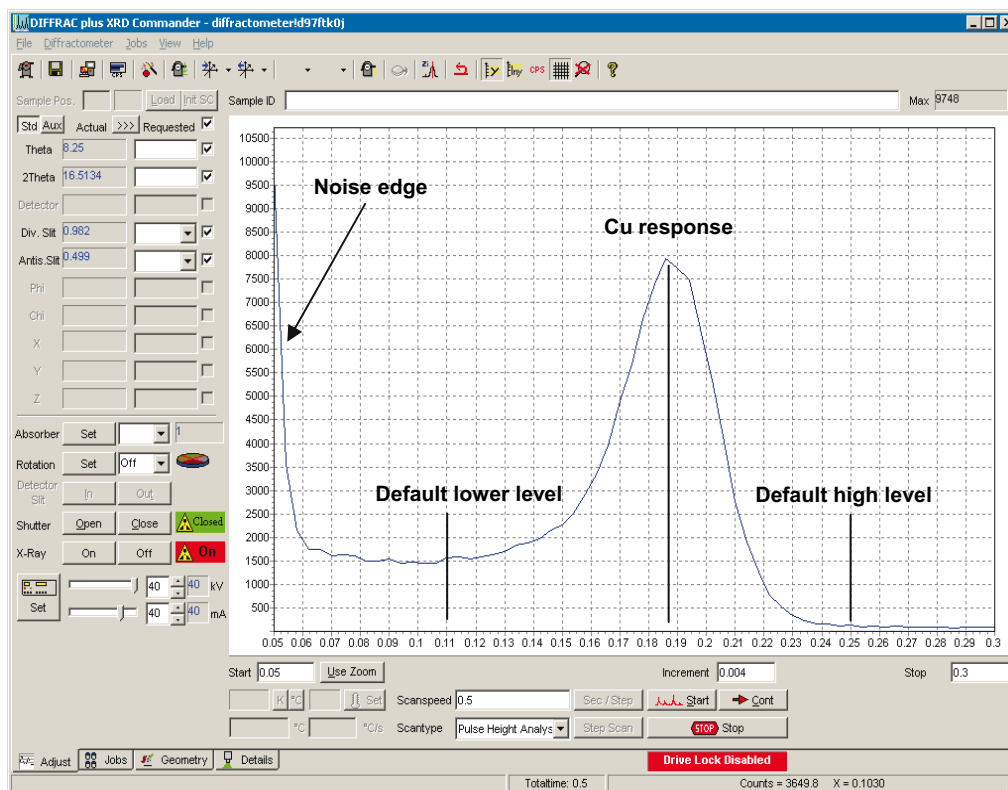 DIFFRAC plus XRD Commander - diffractometer!d97ftk0j
File Diffractometer Jobs View Help
Sample Pos. Load Init SC Sample ID Max 9748
Std Aux Actual >>> Requested
Theta 8.25
2Theta 16.5134
Detector
Div. Slit 0.982
Antis.Slit 0.499
Phi
Chi
X
Y
Z
Absorber Set 1
Rotation Set Off
Detector Slit In Out
Shutter Open Close Closed
X-Ray On Off On
40 40 kV
Set 40 40 mA
10500
10000
9500
9000
8500
8000
7500
7000
6500
6000
5500
5000
4500
4000
3500
3000
2500
2000
1500
1000
500
Noise edge
Cu response
Default lower level
Default high level
0.05 0.06 0.07 0.08 0.09 0.1 0.11 0.12 0.13 0.14 0.15 0.16 0.17 0.18 0.19 0.2 0.21 0.22 0.23 0.24 0.25 0.26 0.27 0.28 0.29 0.3
Start 0.05 Use Zoom Increment 0.004 Stop 0.3
K °C Set Scanspeed 0.5 Sec / Step Start Cont
°C °C/s Scantype Pulse Height Analys Step Scan STOP Stop
Adjust Jobs Geometry Details Drive Lock Disabled
Totaltime: 0.5 Counts = 3649.8 X = 0.1030